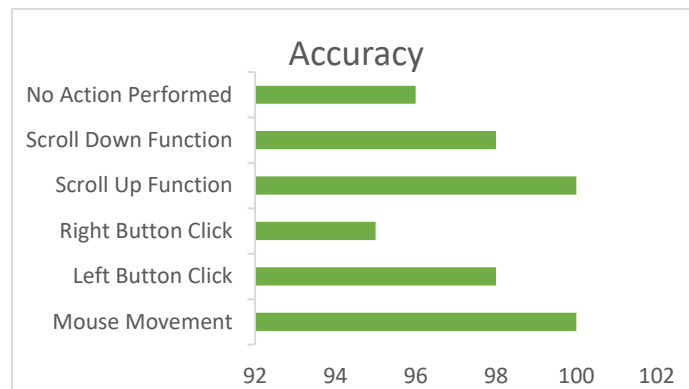 Accuracy
No Action Performed
Scroll Down Function
Scroll Up Function
Right Button Click
Left Button Click
Mouse Movement
92 94 96 98 100 102